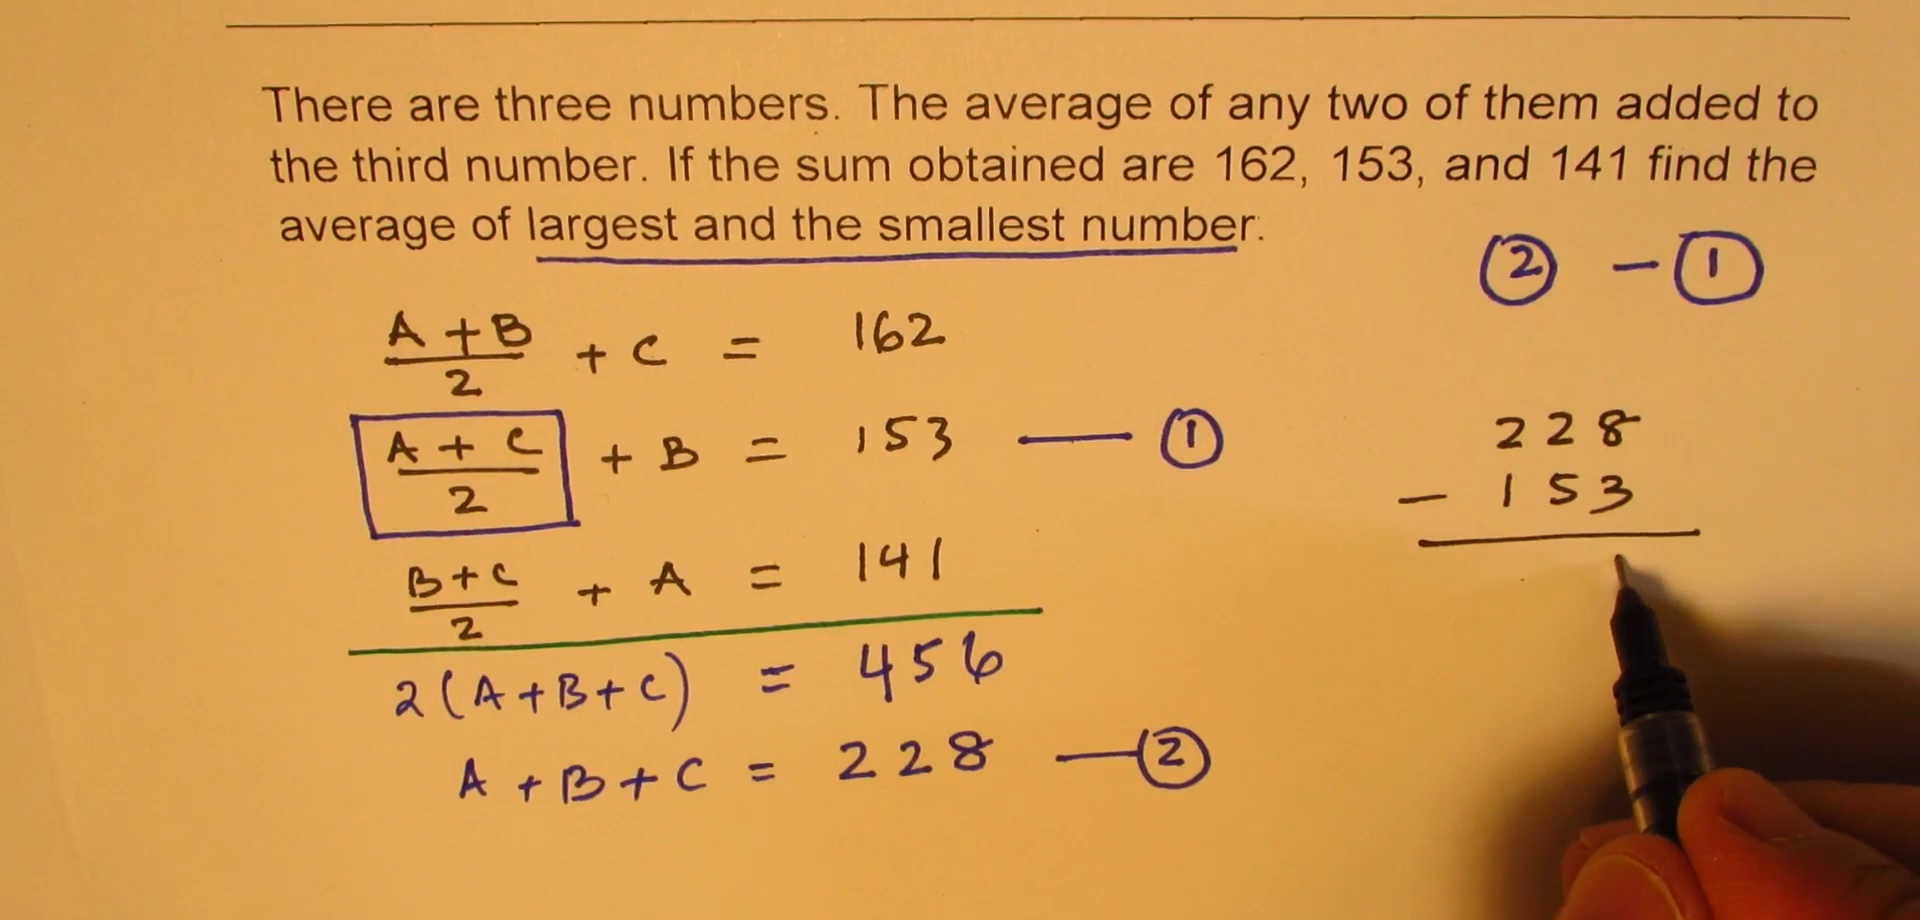 There are three numbers. The average of any two of them added to
the third number. If the sum obtained are 162, 153, and 141 find the
average of largest and the smallest number.
② - ①
A + B / 2 + C = 162
A + C / 2 + B = 153 — ①
B + C / 2 + A = 141
2 (A + B + C) = 456
A + B + C = 228 — ②
228
- 153